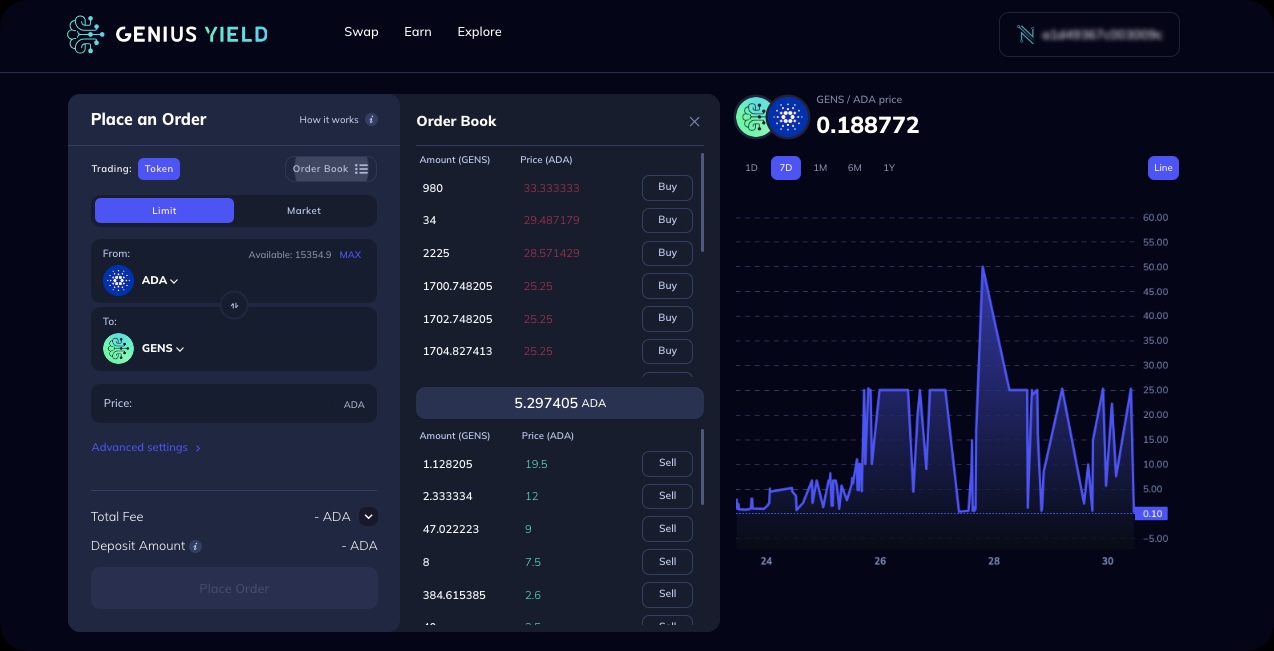 GENIUS YIELD
Swap
Earn
Explore
Place an Order
How it works
i
Trading:
Token
Order Book
Limit
Market
From:
Available: 15354.9
MAX
ADA
To:
GENS
Price:
ADA
Advanced settings
Total Fee
- ADA
Deposit Amount
i
- ADA
Place Order
Order Book
Amount (GENS) Price (ADA)
980 33.333333 Buy
34 29.487179 Buy
2225 28.571429 Buy
1700.748205 25.25 Buy
1702.748205 25.25 Buy
1704.827413 25.25 Buy
5.297405 ADA
Amount (GENS) Price (ADA)
1.128205 19.5 Sell
2.333334 12 Sell
47.022223 9 Sell
8 7.5 Sell
384.615385 2.6 Sell
GENS / ADA price
0.188772
1D 7D 1M 6M 1Y
Line
60.00
55.00
50.00
45.00
40.00
35.00
30.00
25.00
20.00
15.00
10.00
5.00
0.10
−5.00
24 26 28 30